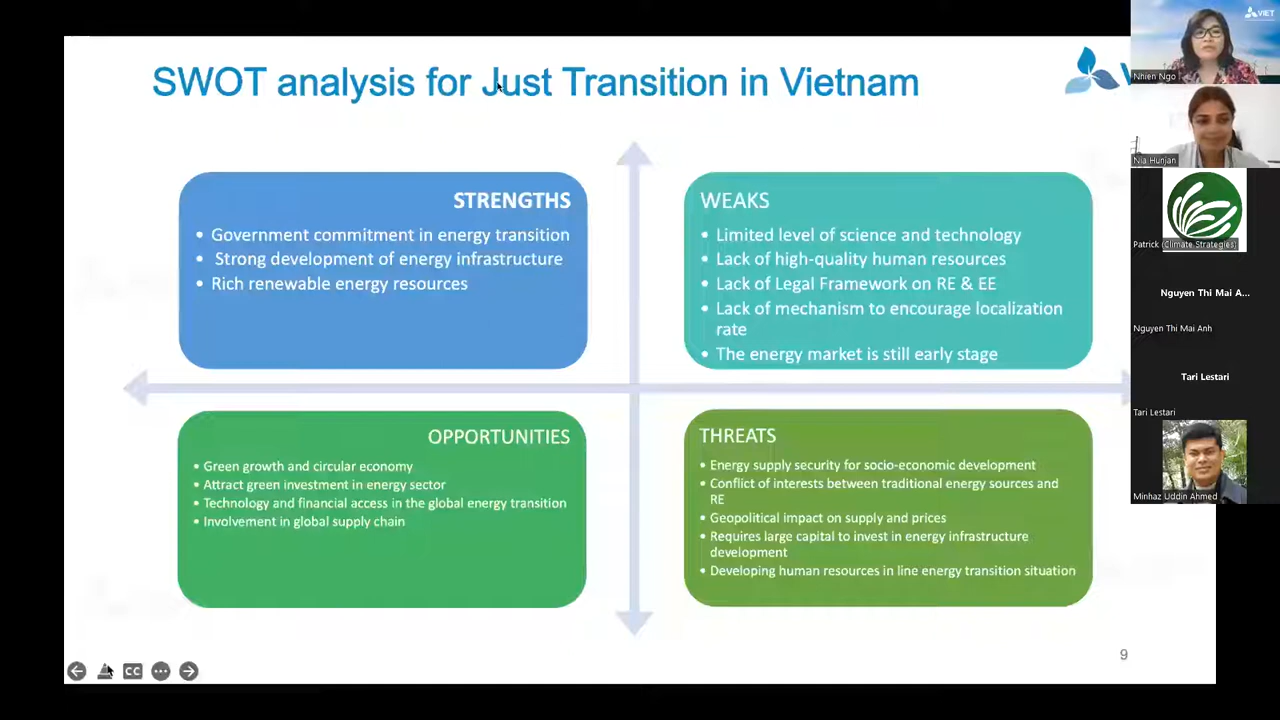 SWOT analysis for Just Transition in Vietnam
STRENGTHS
• Government commitment in energy transition
• Strong development of energy infrastructure
• Rich renewable energy resources
WEAKS
• Limited level of science and technology
• Lack of high-quality human resources
• Lack of Legal Framework on RE & EE
• Lack of mechanism to encourage localization
rate
• The energy market is still early stage
OPPORTUNITIES
• Green growth and circular economy
• Attract green investment in energy sector
• Technology and financial access in the global energy transition
• Involvement in global supply chain
THREATS
• Energy supply security for socio-economic development
• Conflict of interests between traditional energy sources and
RE
• Geopolitical impact on supply and prices
• Requires large capital to invest in energy infrastructure
development
• Developing human resources in line energy transition situation
9
CC
VIET
Nhien Ngo
Nia Hunjan
Patrick (Climate Strategies)
Nguyen Thi Mai A...
Nguyen Thi Mai Anh
Tari Lestari
Tari Lestari
Minhaz Uddin Ahmed